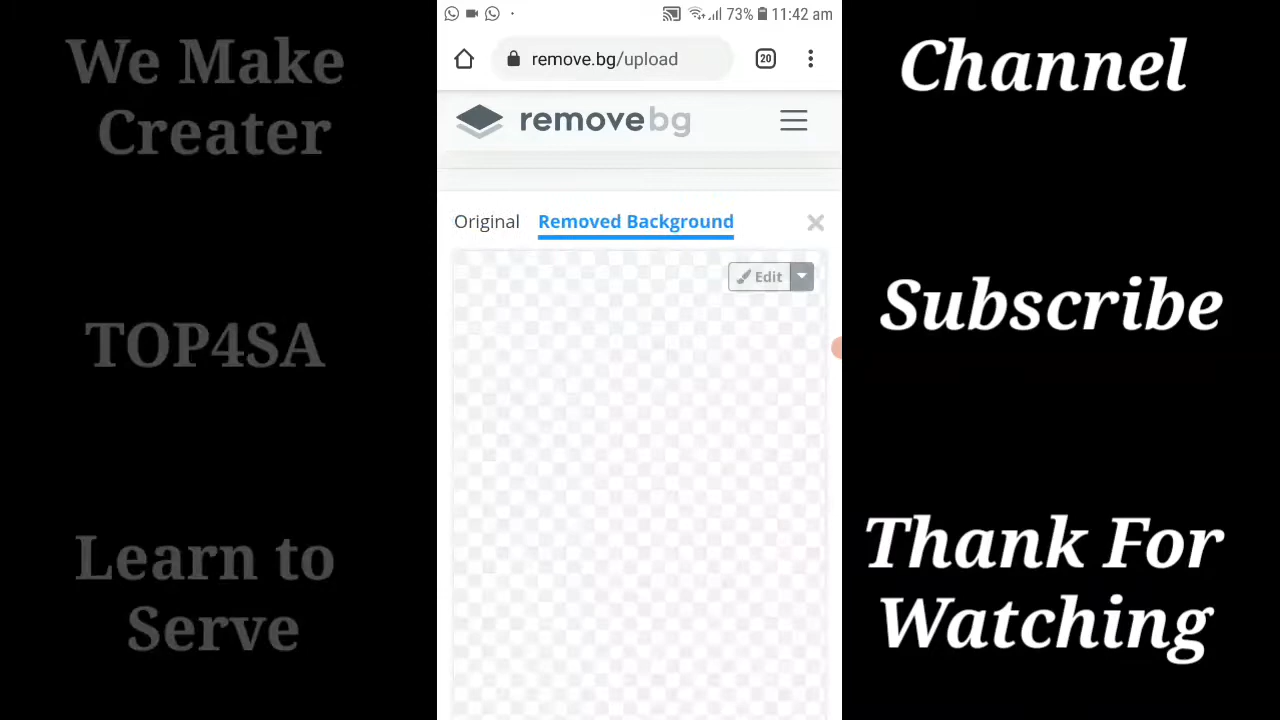 We Make
Creater
TOP4SA
Learn to
Serve
73% 11:42 am
remove.bg/upload
20
removebg
Original
Removed Background
Edit
Channel
Subscribe
Thank For
Watching